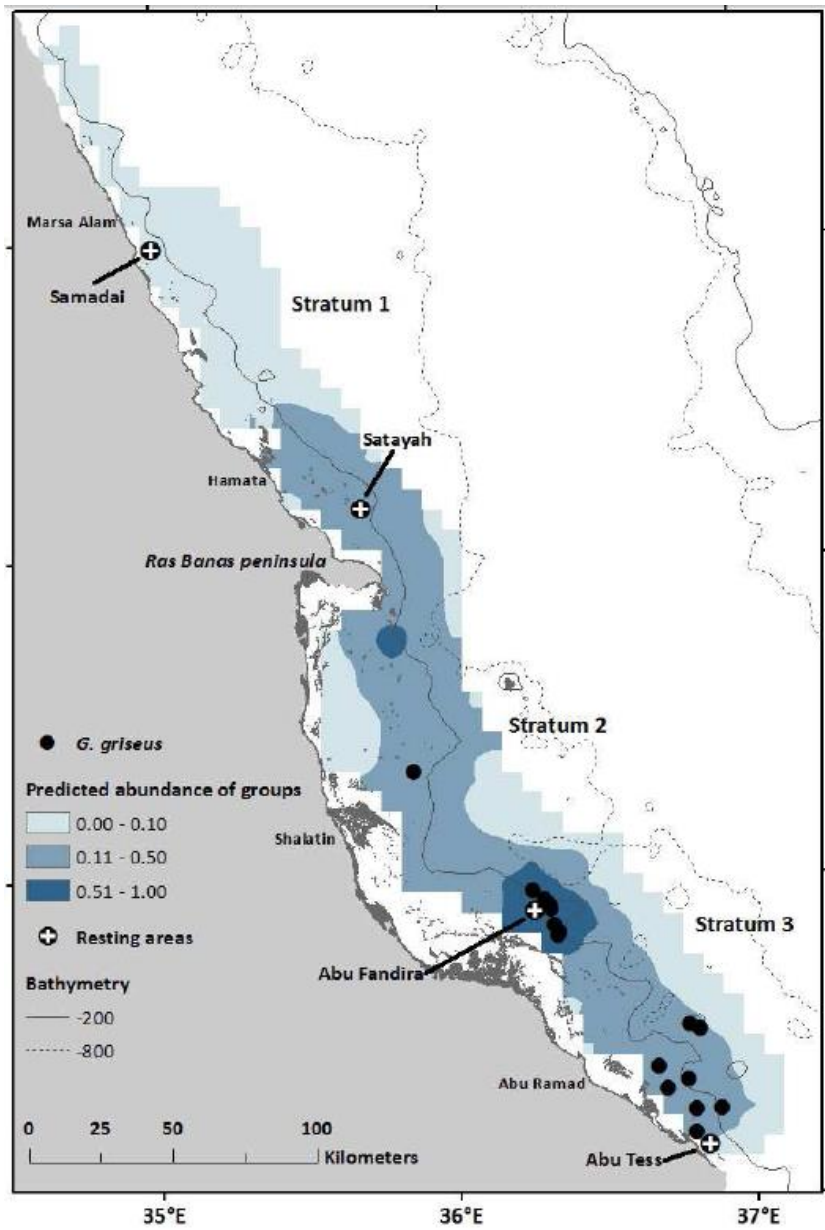 Marsa Alam
Samadai
Stratum 1
Satayah
Hamata
Ras Banas peninsula
Stratum 2
G. griseus
Predicted abundance of groups
0.00 - 0.10
0.11 - 0.50
0.51 - 1.00
Shalatin
Resting areas
Stratum 3
Abu Fandira
Bathymetry
-200
-800
Abu Ramad
0 25 50 100
Kilometers
Abu Tess
35°E 36°E 37°E